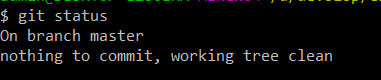 $ git status
On branch master
nothing to commit, working tree clean